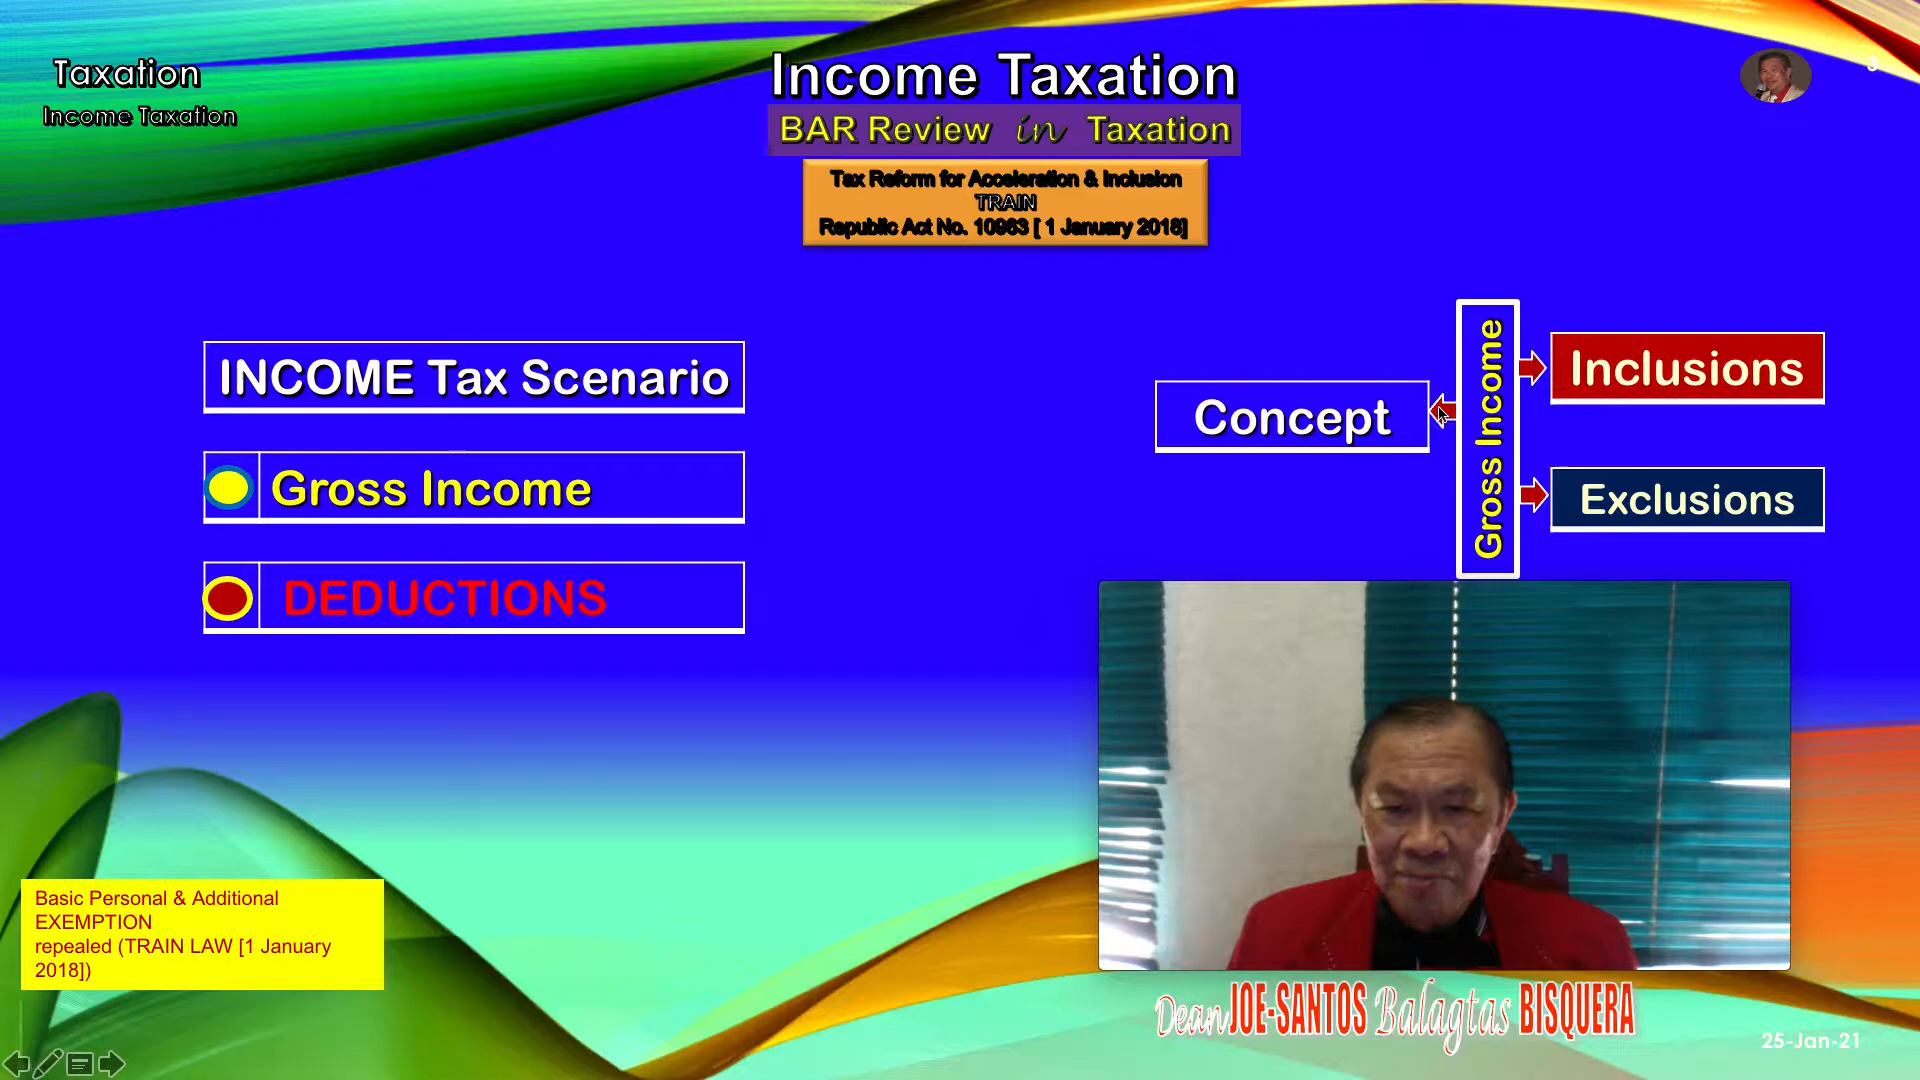 Taxation
Income Taxation
Income Taxation
BAR Review in Taxation
Tax Reform for Acceleration & Inclusion
TRAIN
Republic Act No. 10963 [ 1 January 2018]
3
INCOME Tax Scenario
Gross Income
DEDUCTIONS
Concept
Gross Income
Inclusions
Exclusions
Basic Personal & Additional
EXEMPTION
repealed (TRAIN LAW [1 January
2018])
Dean JOE-SANTOS Balagtas BISQUERA
25-Jan-21